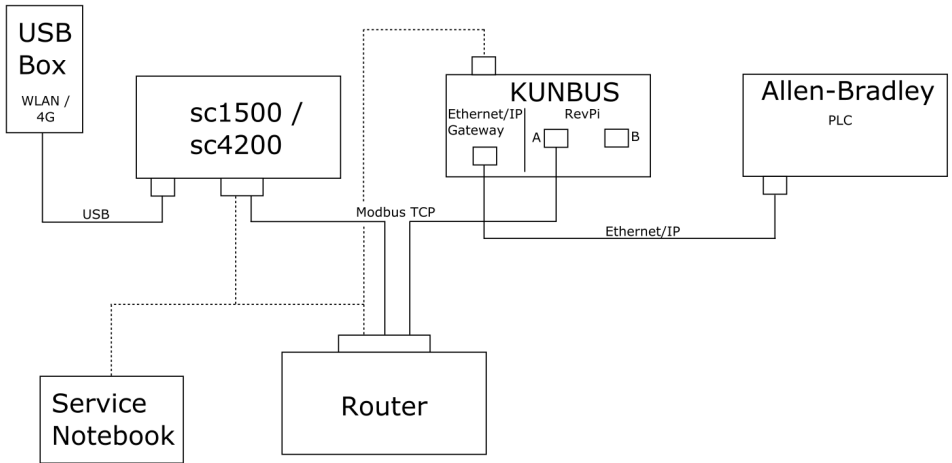 USB
Box
WLAN /
4G
sc1500 /
sc4200
KUNBUS
Ethernet/IP
Gateway
RevPi
A
B
Allen-Bradley
PLC
USB
Modbus TCP
Ethernet/IP
Service
Notebook
Router